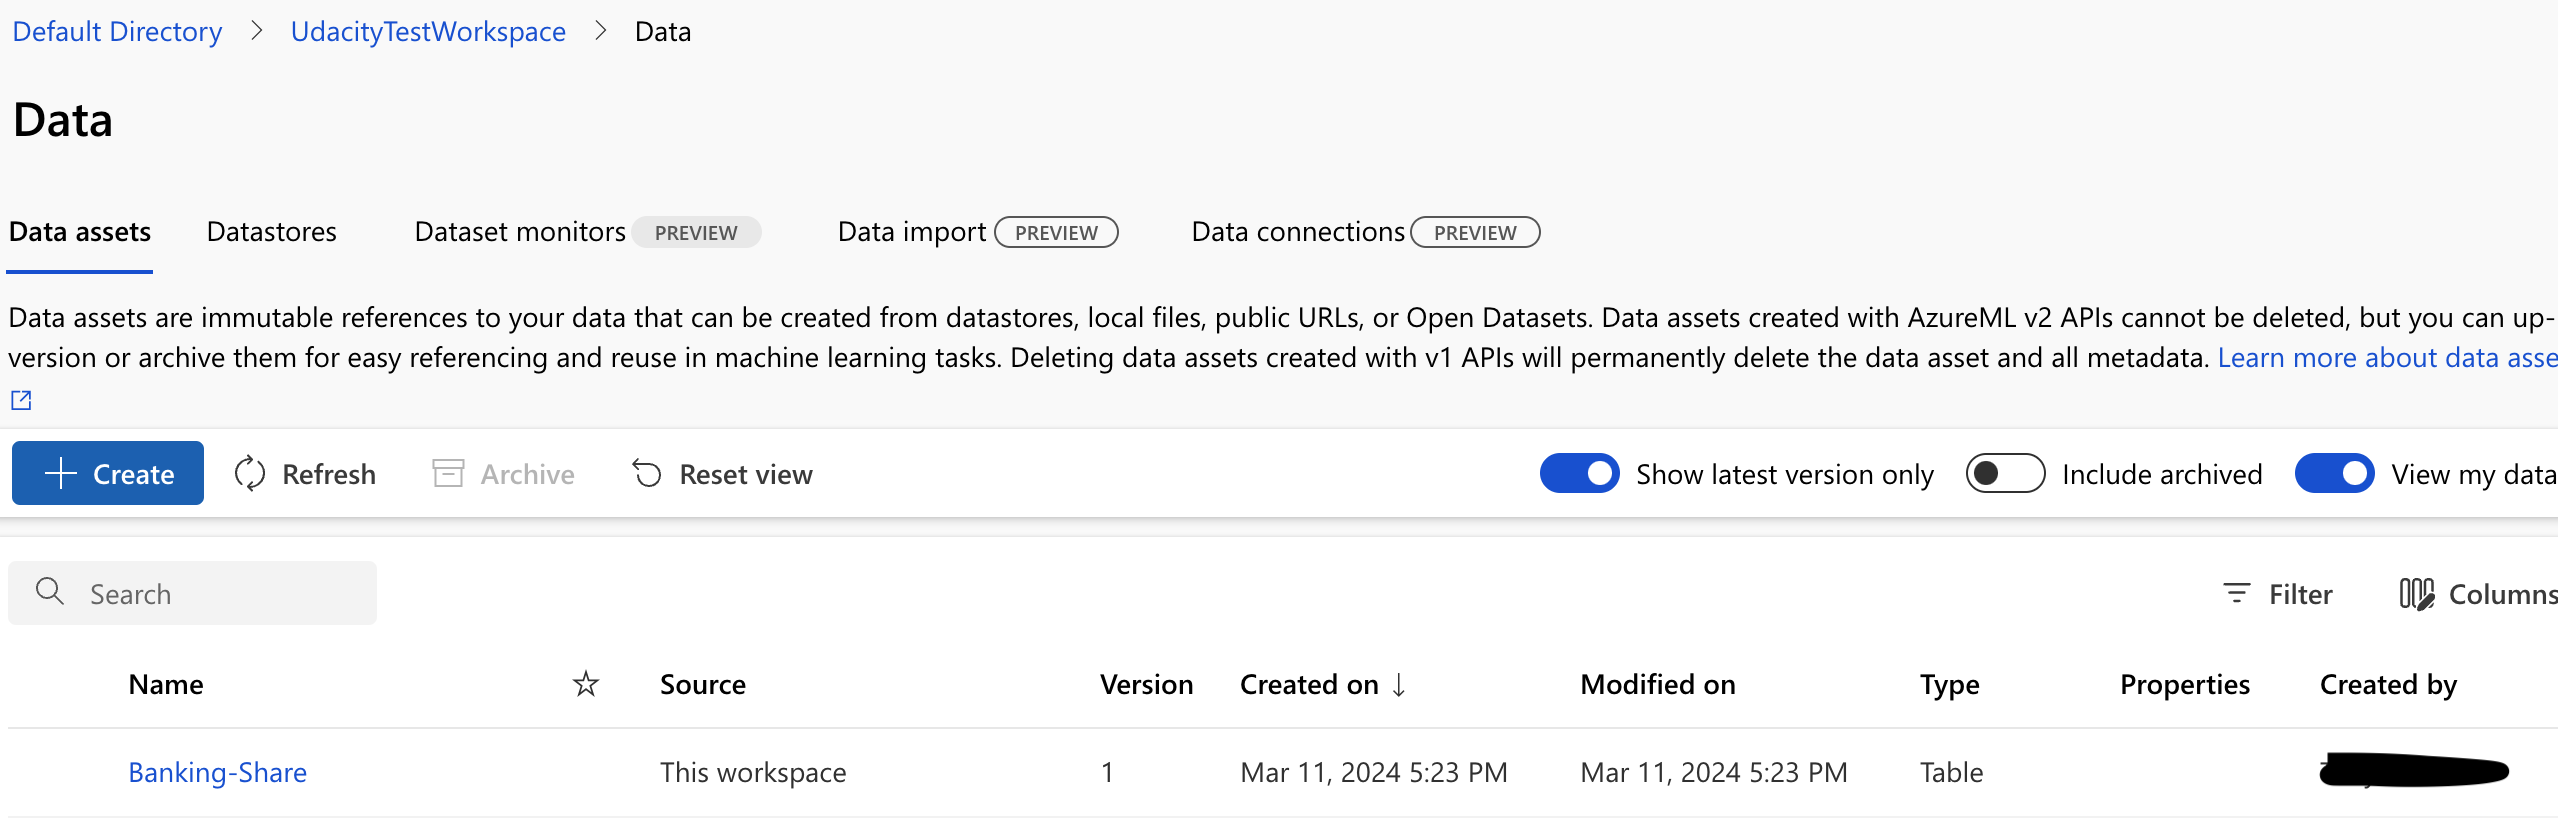 Default Directory > UdacityTestWorkspace > Data
Data
Data assets Datastores Dataset monitors PREVIEW Data import PREVIEW Data connections PREVIEW
Data assets are immutable references to your data that can be created from datastores, local files, public URLs, or Open Datasets. Data assets created with AzureML v2 APIs cannot be deleted, but you can up-
version or archive them for easy referencing and reuse in machine learning tasks. Deleting data assets created with v1 APIs will permanently delete the data asset and all metadata. Learn more about data asse
Create Refresh Archive Reset view Show latest version only Include archived View my data
Search Filter Columns
Name Source Version Created on ↓ Modified on Type Properties Created by
Banking-Share This workspace 1 Mar 11, 2024 5:23 PM Mar 11, 2024 5:23 PM Table